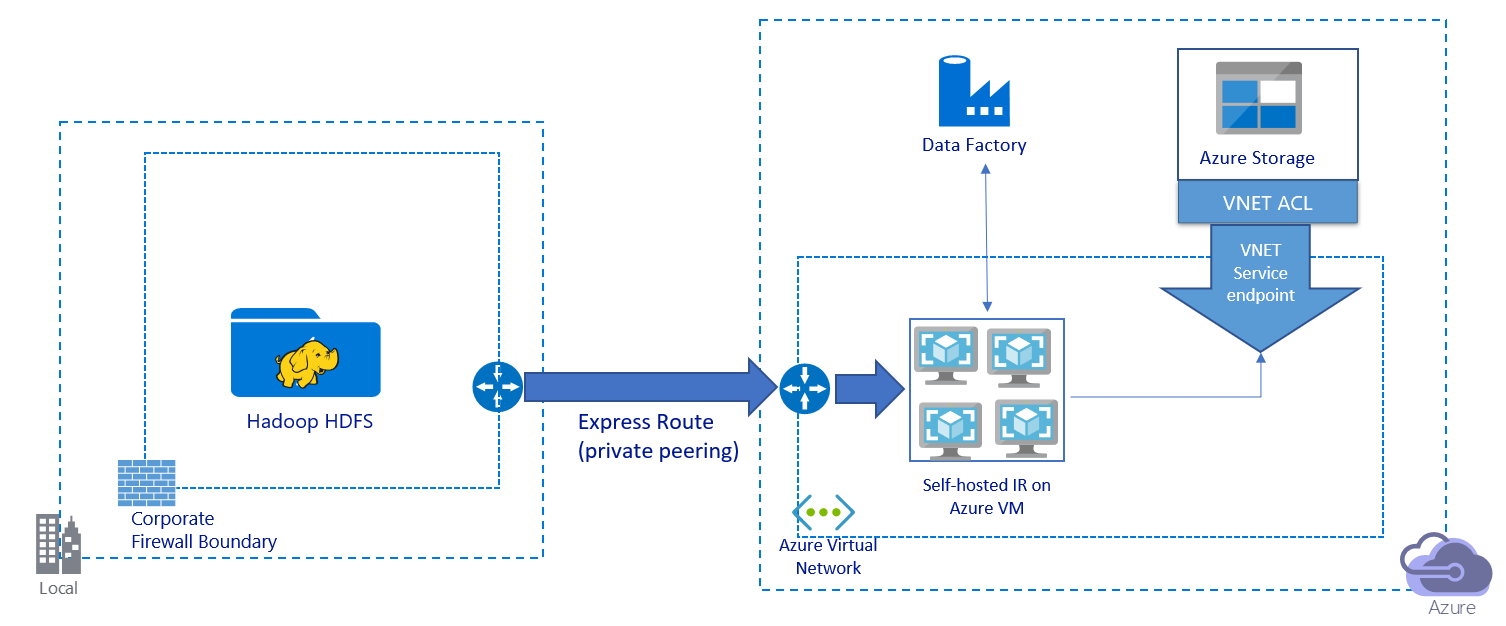 Data Factory
Azure Storage
VNET ACL
VNET
Service
endpoint
Hadoop HDFS
Express Route
(private peering)
Self-hosted IR on
Azure VM
Corporate
Firewall Boundary
Azure Virtual
Network
Local
Azure